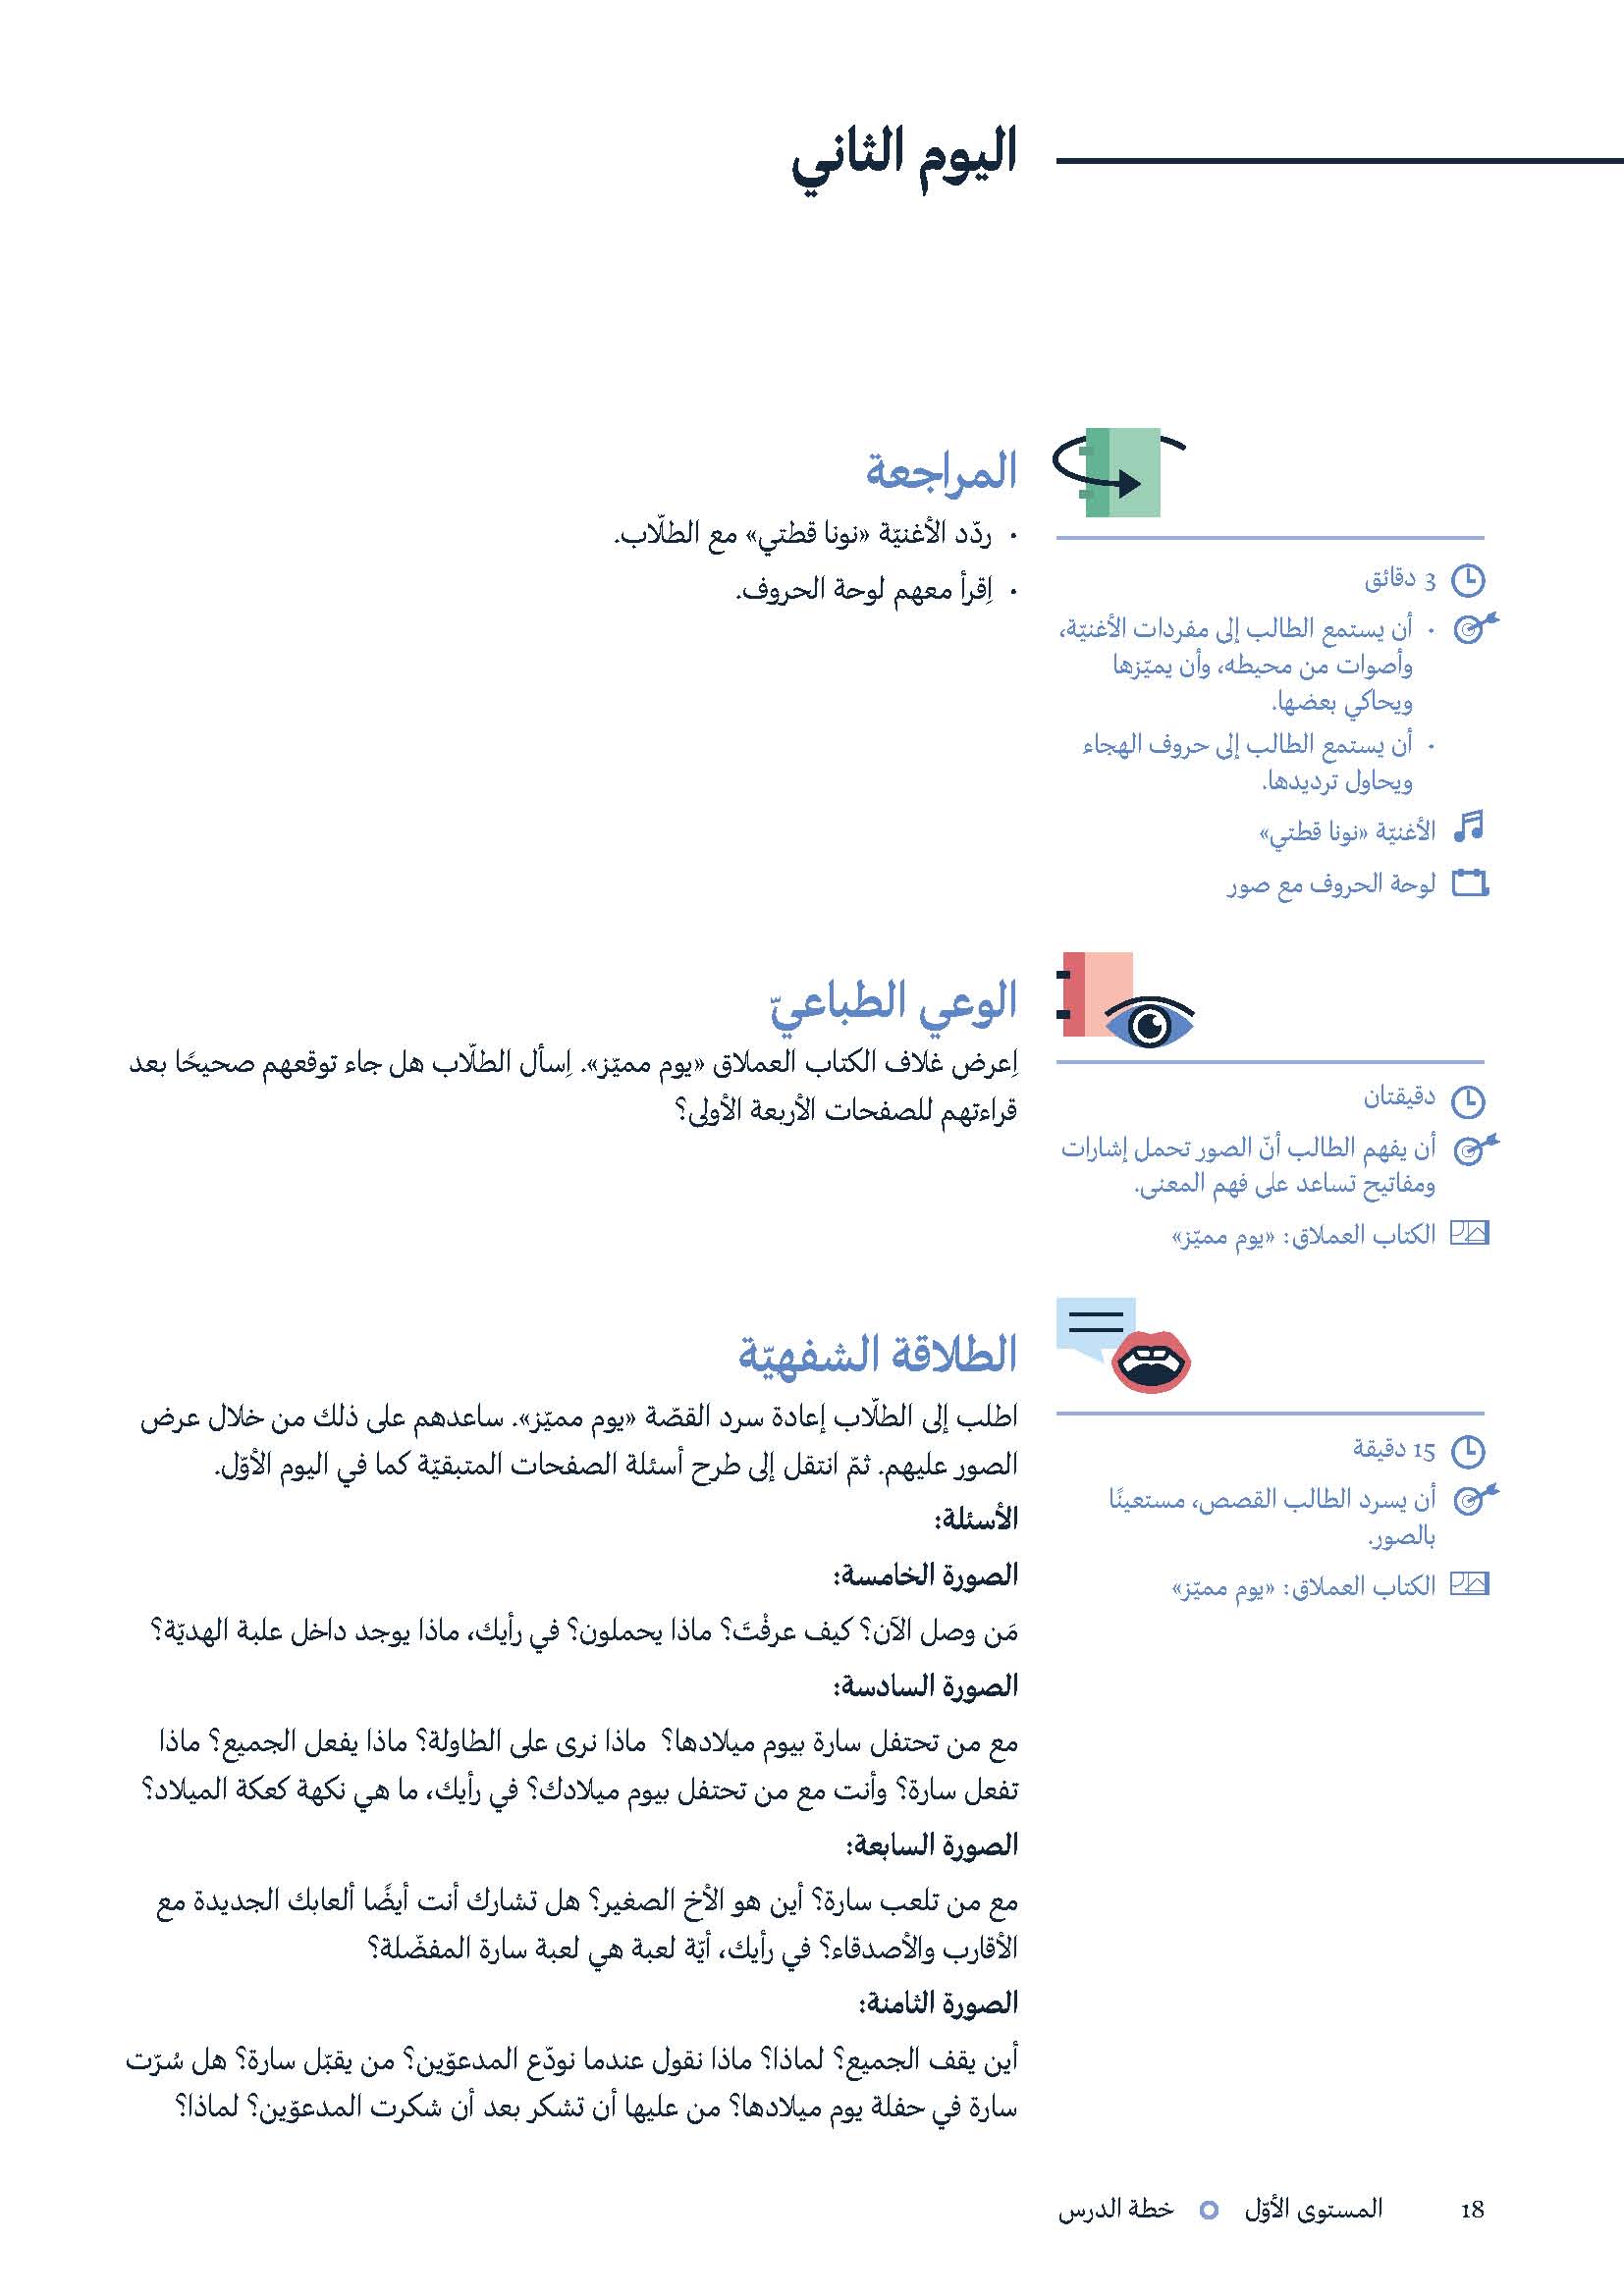 اليوم الثاني
المراجعة
• ردّد الأغنيّة «نونا قطتي» مع الطلّاب.
• اِقرأ معهم لوحة الحروف.
3 دقائق
• أن يستمع الطالب إلى مفردات الأغنيّة،
وأصوات من محيطه، وأن يميّزها
ويحاكي بعضها.
• أن يستمع الطالب إلى حروف الهجاء
ويحاول ترديدها.
الأغنيّة «نونا قطتي»
لوحة الحروف مع صور
الوعي الطباعيّ
اِعرض غلاف الكتاب العملاق «يوم مميّز». اِسأل الطلّاب هل جاء توقعهم صحيحًا بعد
قراءتهم للصفحات الأربعة الأولى؟
دقيقتان
أن يفهم الطالب أنّ الصور تحمل إشارات
ومفاتيح تساعد على فهم المعنى.
الكتاب العملاق: «يوم مميّز»
الطلاقة الشفهيّة
اطلب إلى الطلّاب إعادة سرد القصّة «يوم مميّز». ساعدهم على ذلك من خلال عرض
الصور عليهم. ثمّ انتقل إلى طرح أسئلة الصفحات المتبقيّة كما في اليوم الأوّل.
الأسئلة:
الصورة الخامسة:
مَن وصل الآن؟ كيف عرفْتَ؟ ماذا يحملون؟ في رأيك، ماذا يوجد داخل علبة الهديّة؟
الصورة السادسة:
مع من تحتفل سارة بيوم ميلادها؟ ماذا نرى على الطاولة؟ ماذا يفعل الجميع؟ ماذا
تفعل سارة؟ وأنت مع من تحتفل بيوم ميلادك؟ في رأيك، ما هي نكهة كعكة الميلاد؟
الصورة السابعة:
مع من تلعب سارة؟ أين هو الأخ الصغير؟ هل تشارك أنت أيضًا ألعابك الجديدة مع
الأقارب والأصدقاء؟ في رأيك، أيّة لعبة هي لعبة سارة المفضّلة؟
الصورة الثامنة:
أين يقف الجميع؟ لماذا؟ ماذا نقول عندما نودّع المدعوّين؟ من يقبّل سارة؟ هل سُرّت
سارة في حفلة يوم ميلادها؟ من عليها أن تشكر بعد أن شكرت المدعوّين؟ لماذا؟
15 دقيقة
أن يسرد الطالب القصص، مستعينًا
بالصور.
الكتاب العملاق: «يوم مميّز»
18 المستوى الأوّل خطة الدرس